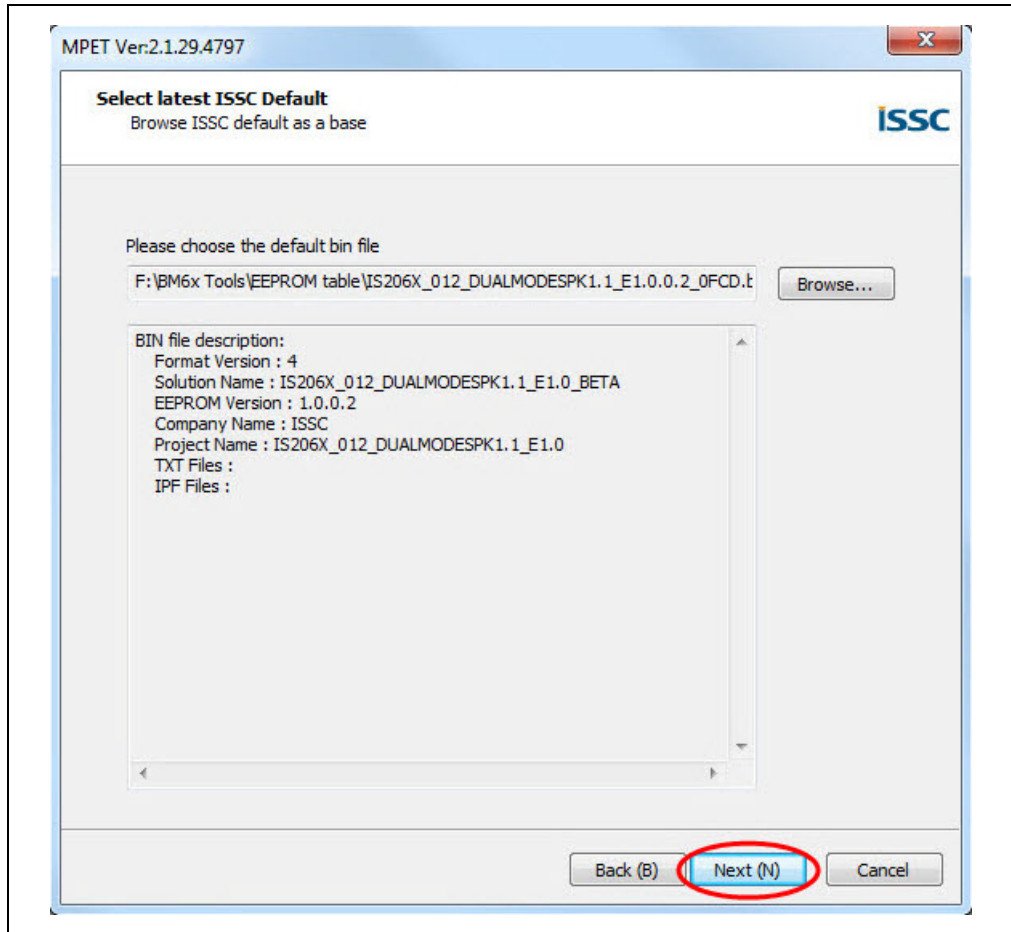 MPET Ver:2.1.29.4797
x
Select latest ISSC Default
Browse ISSC default as a base
issc
Please choose the default bin file
F:\BM6x Tools\EEPROM table\IS206X_012_DUALMODESPK1.1_E1.0.0.2_0FCD.b
Browse...
BIN file description:
Format Version : 4
Solution Name : IS206X_012_DUALMODESPK1.1_E1.0_BETA
EEPROM Version : 1.0.0.2
Company Name : ISSC
Project Name : IS206X_012_DUALMODESPK1.1_E1.0
TXT Files :
IPF Files :
Back (B)
Next (N)
Cancel